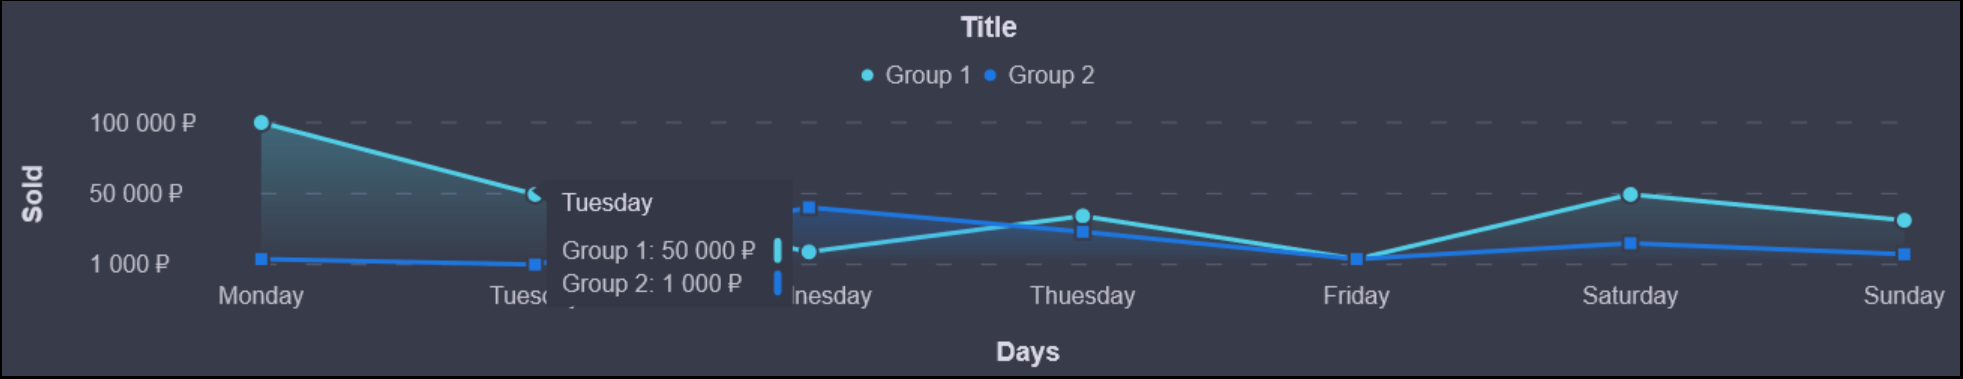 Title
Group 1 Group 2
100 000 ₽
50 000 ₽
1 000 ₽
Sold
Tuesday
Group 1: 50 000 ₽
Group 2: 1 000 ₽
Monday Tuesd nesday Thuesday Friday Saturday Sunday
Days